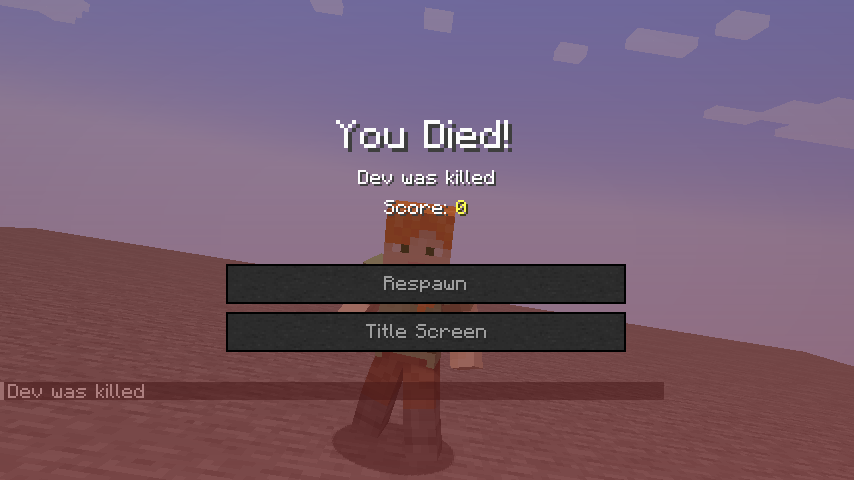 You Died!
Dev was killed
Score: 0
Respawn
Title Screen
Dev was killed